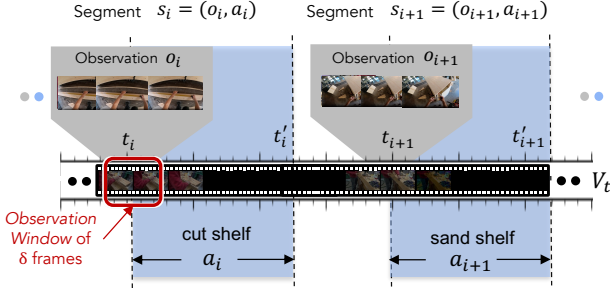 Segment s_i = (o_i, a_i)
Segment s_{i+1} = (o_{i+1}, a_{i+1})
Observation o_i
Observation o_{i+1}
t_i
t'_i
t_{i+1}
t'_{i+1}
V_t
Observation
Window of
δ frames
cut shelf
a_i
sand shelf
a_{i+1}